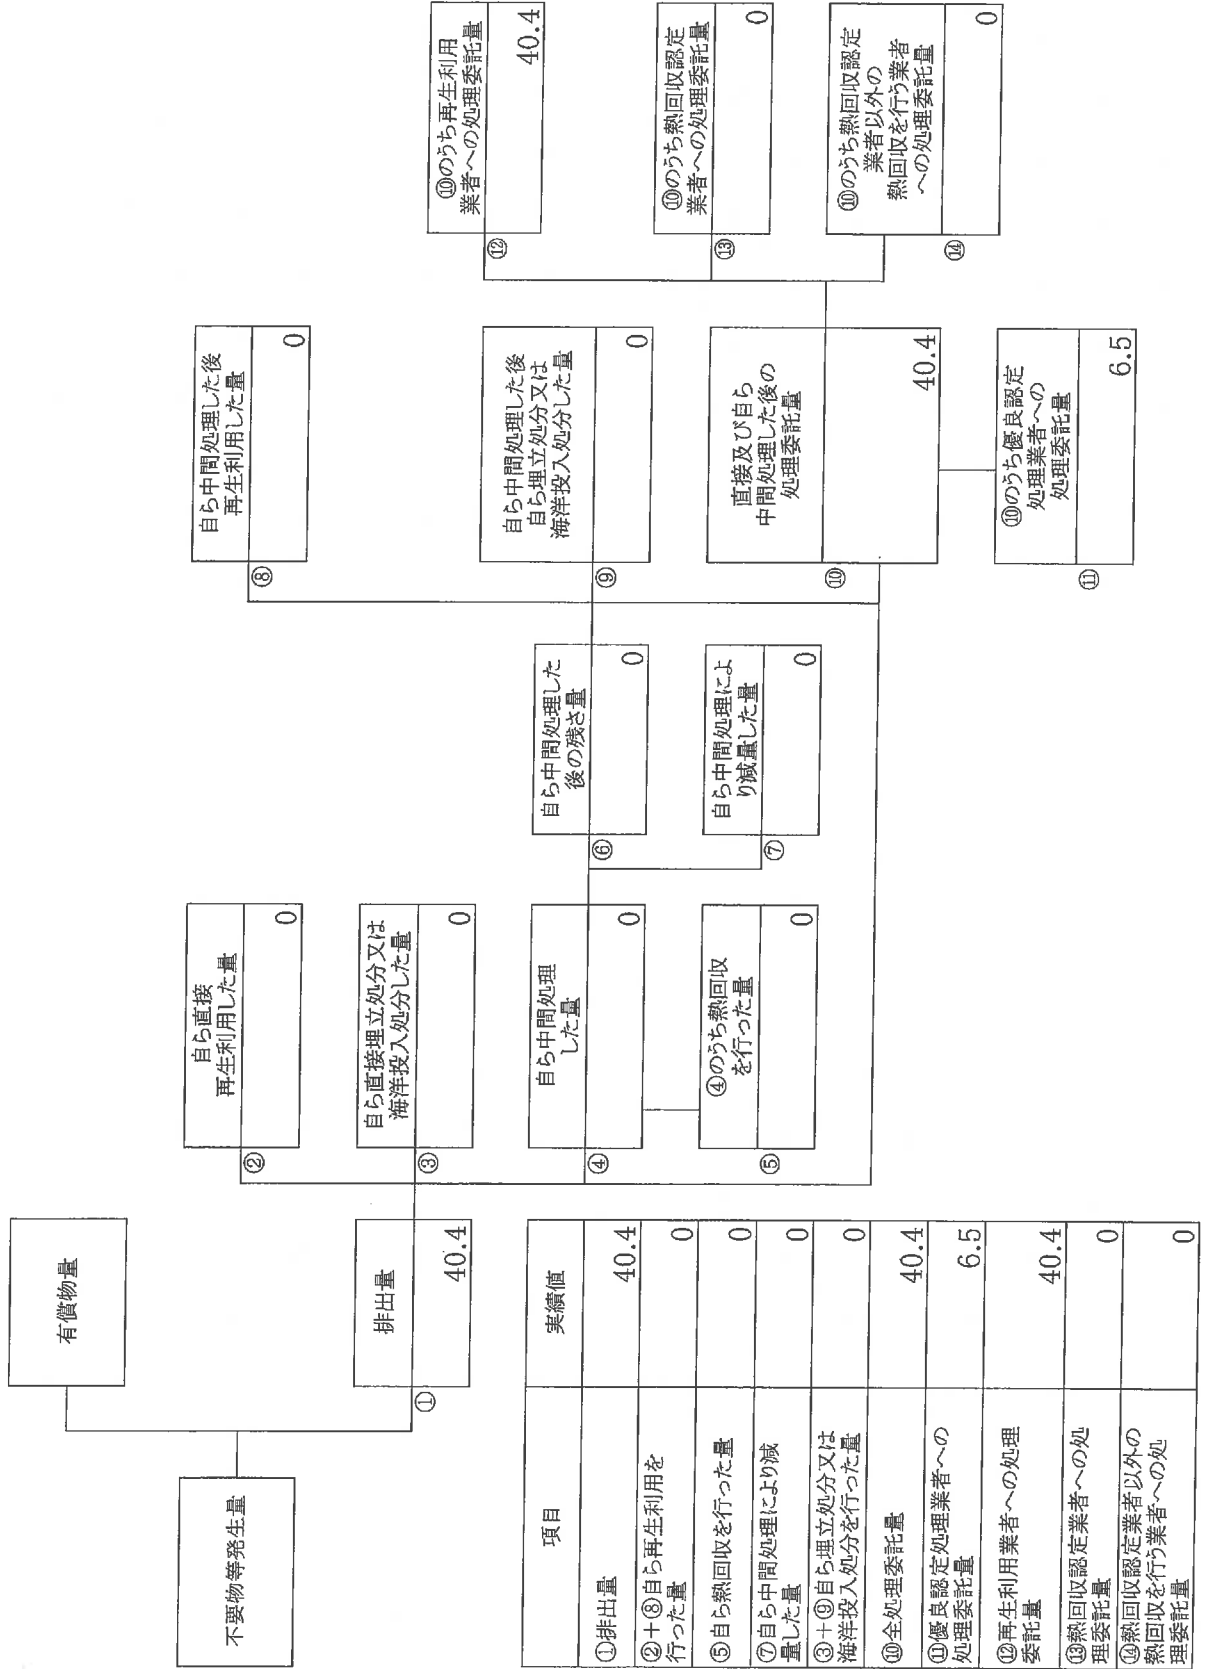 不要物等発生量
有償物量
排出量
①
40.4
自ら直接
再生利用した量
②
0
自ら直接埋立処分又は
海洋投入処分した量
③
0
自ら中間処理
した量
④
0
④のうち熱回収
を行った量
⑤
0
自ら中間処理した
後の残さ量
⑥
0
自ら中間処理によ
り減量した量
⑦
0
自ら中間処理した後
再生利用した量
⑧
0
自ら中間処理した後
自ら埋立処分又は
海洋投入処分した量
⑨
0
直接及び自ら
中間処理した後の
処理委託量
⑩
40.4
⑩のうち優良認定
処理業者への
処理委託量
⑪
6.5
⑩のうち再生利用
業者への処理委託量
⑫
40.4
⑩のうち熱回収認定
業者への処理委託量
⑬
0
⑩のうち熱回収認定
業者以外の
熱回収を行う業者
への処理委託量
⑭
0
項目 実績値
①排出量 40.4
②+⑧自ら再生利用を
行った量 0
⑤自ら熱回収を行った量 0
⑦自ら中間処理により減
量した量 0
③+⑨自ら埋立処分又は
海洋投入処分を行った量 0
⑩全処理委託量 40.4
⑪優良認定処理業者への
処理委託量 6.5
⑫再生利用業者への処理
委託量 40.4
⑬熱回収認定業者への処
理委託量 0
⑭熱回収認定業者以外の
熱回収を行う業者への処
理委託量 0